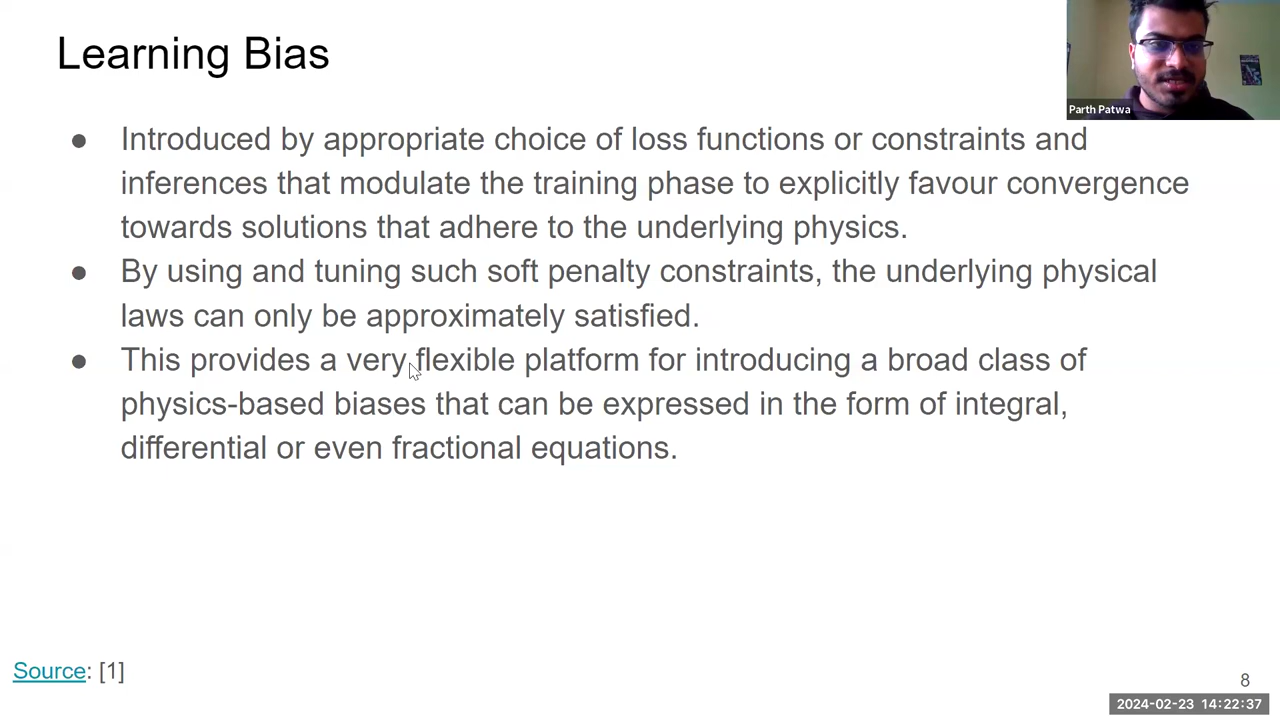 Learning Bias
Parth Patwa
● Introduced by appropriate choice of loss functions or constraints and
inferences that modulate the training phase to explicitly favour convergence
towards solutions that adhere to the underlying physics.
● By using and tuning such soft penalty constraints, the underlying physical
laws can only be approximately satisfied.
● This provides a very flexible platform for introducing a broad class of
physics-based biases that can be expressed in the form of integral,
differential or even fractional equations.
Source: [1]
8
2024-02-23 14:22:37